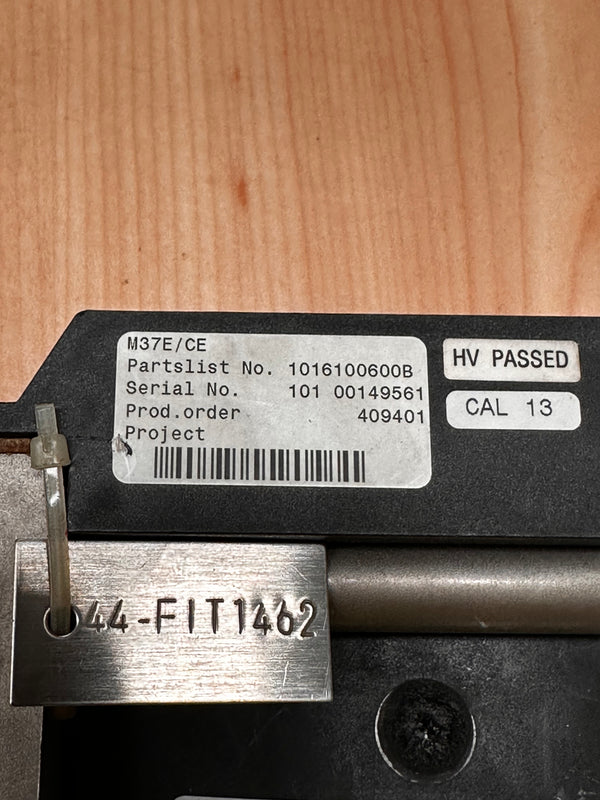 M37E/CE
Partslist No. 1016100600B
Serial No. 101 00149561
Prod.order 409401
Project
HV PASSED
CAL 13
44-FIT1462